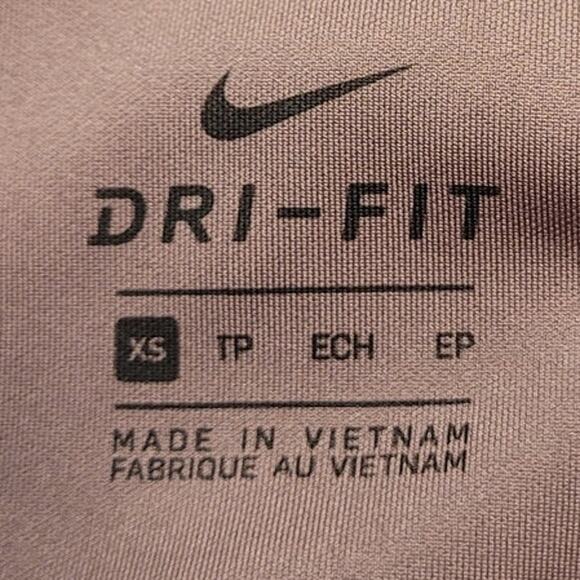 DRI-FIT
XS TP ECH EP
MADE IN VIETNAM
FABRIQUE AU VIETNAM